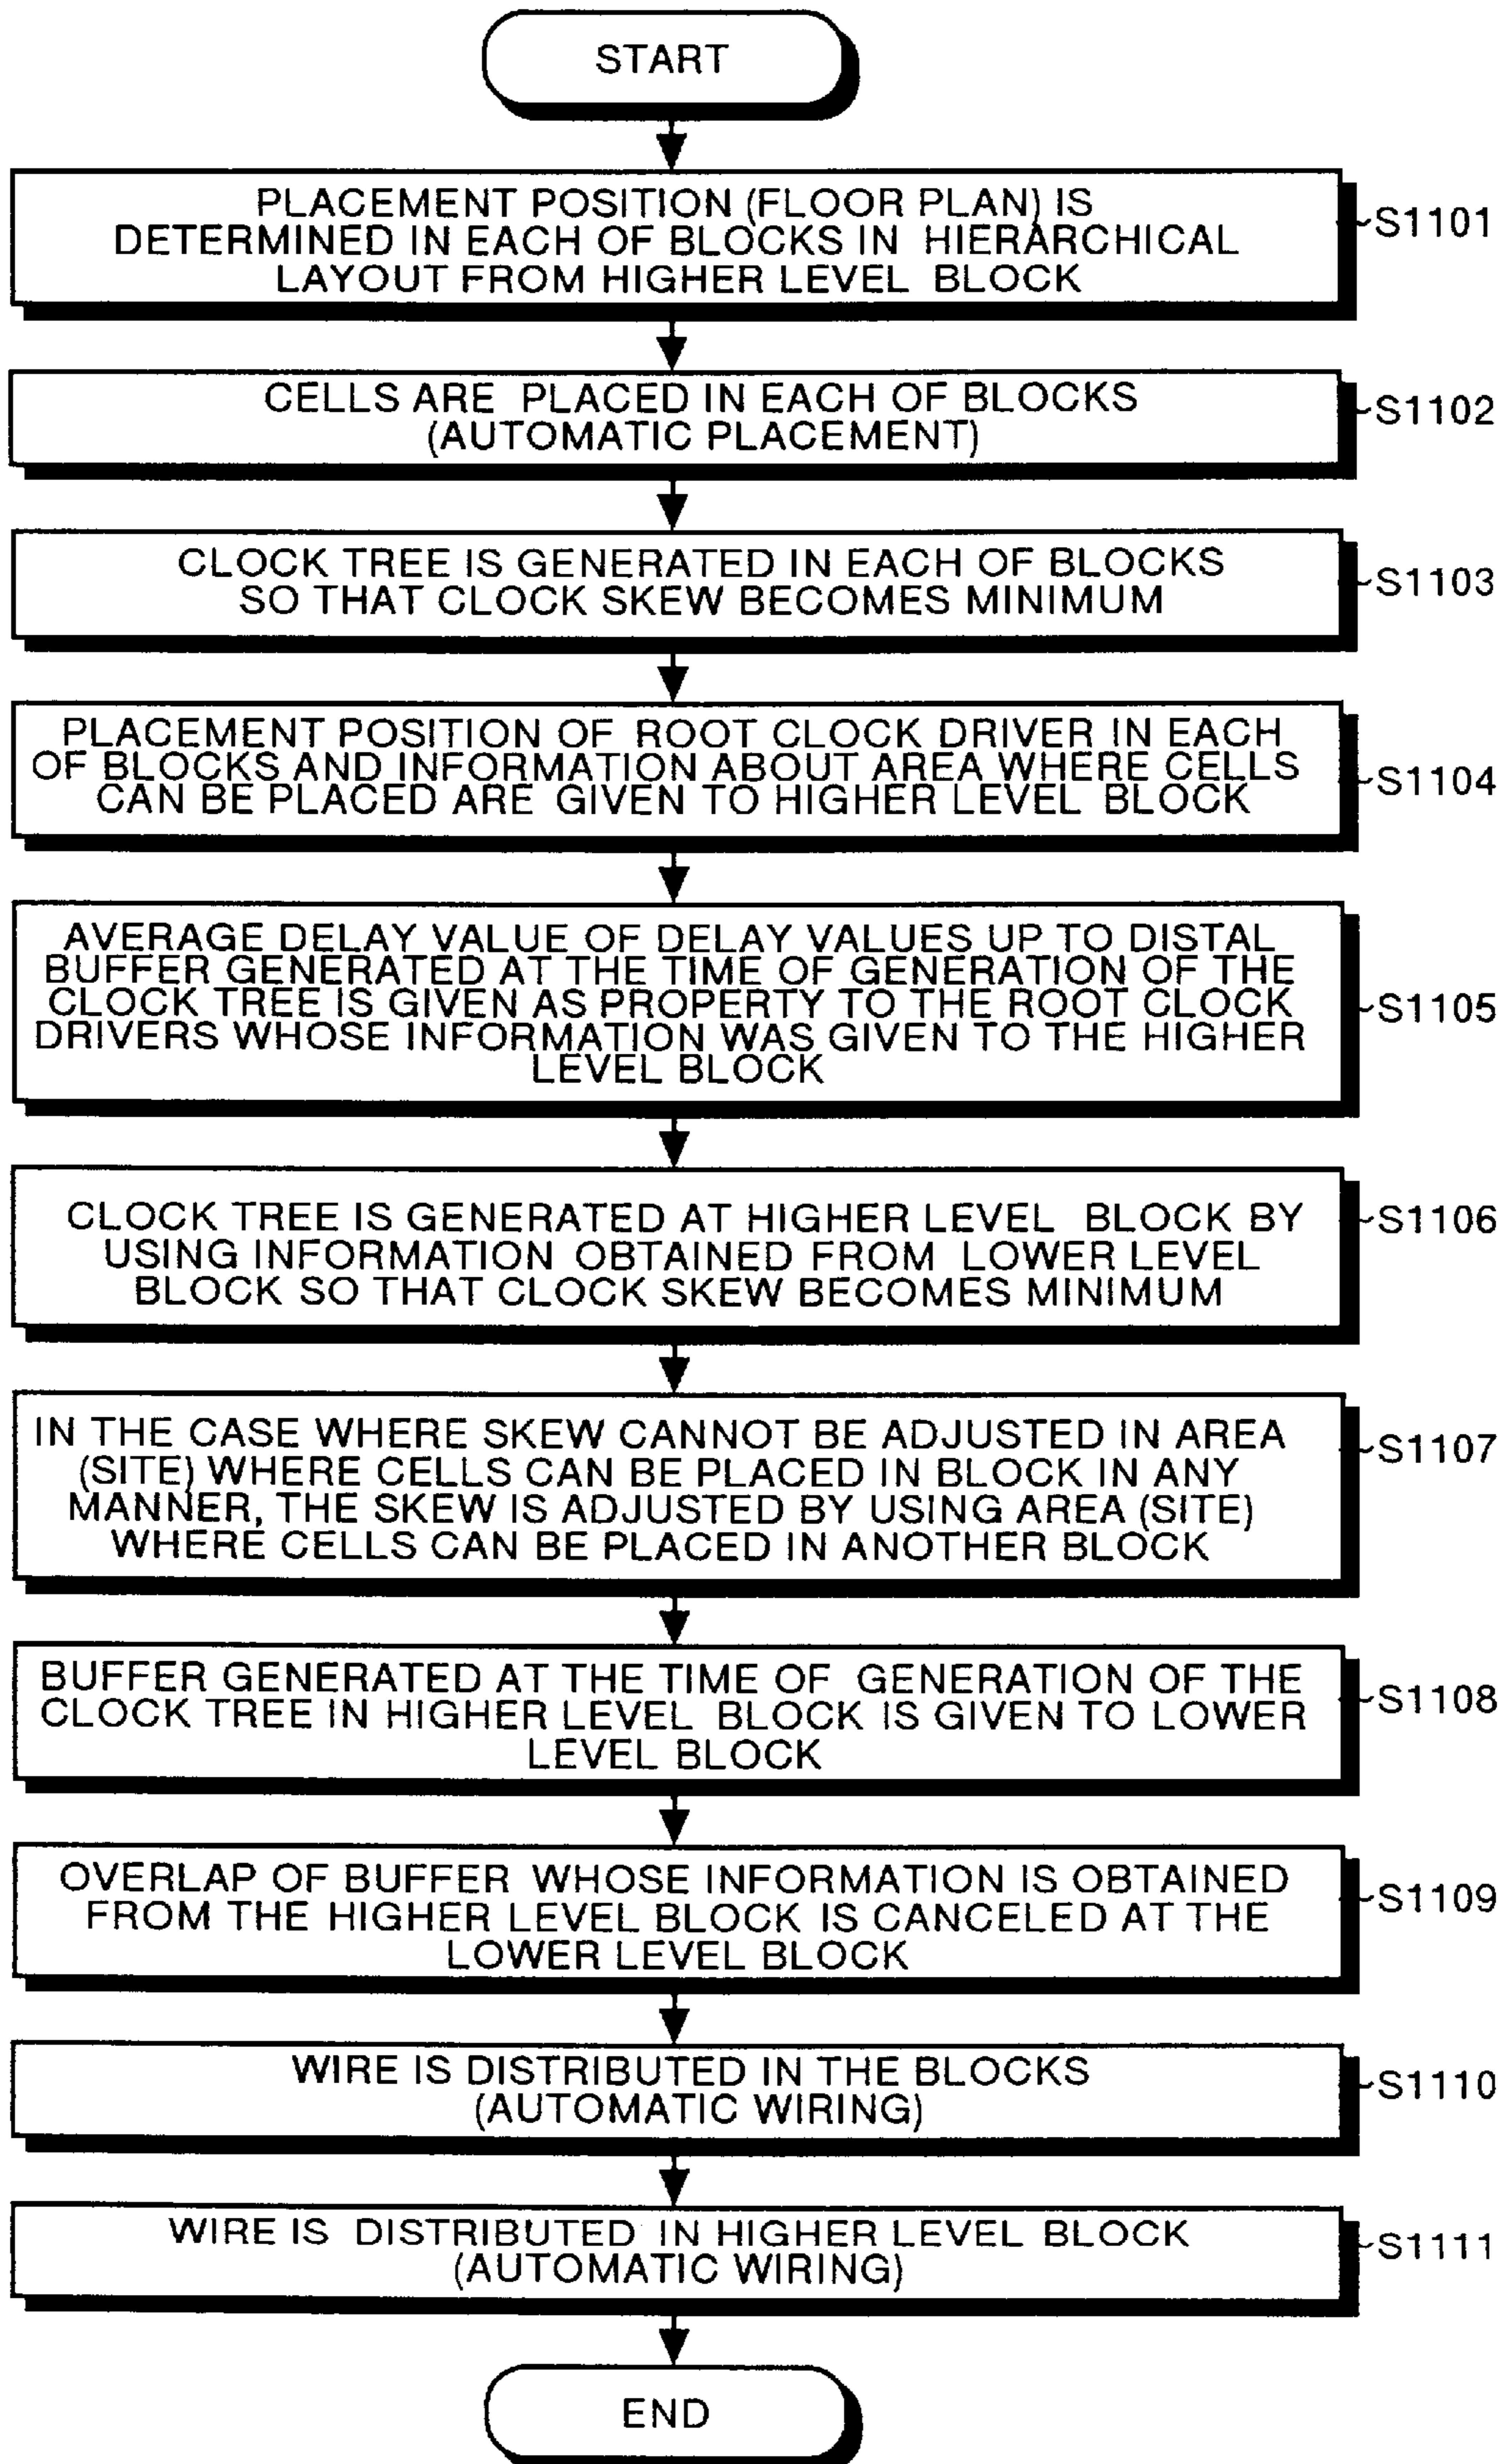 START
PLACEMENT POSITION (FLOOR PLAN) IS
DETERMINED IN EACH OF BLOCKS IN HIERARCHICAL
LAYOUT FROM HIGHER LEVEL BLOCK
S1101
CELLS ARE PLACED IN EACH OF BLOCKS
(AUTOMATIC PLACEMENT)
S1102
CLOCK TREE IS GENERATED IN EACH OF BLOCKS
SO THAT CLOCK SKEW BECOMES MINIMUM
S1103
PLACEMENT POSITION OF ROOT CLOCK DRIVER IN EACH
OF BLOCKS AND INFORMATION ABOUT AREA WHERE CELLS
CAN BE PLACED ARE GIVEN TO HIGHER LEVEL BLOCK
S1104
AVERAGE DELAY VALUE OF DELAY VALUES UP TO DISTAL
BUFFER GENERATED AT THE TIME OF GENERATION OF THE
CLOCK TREE IS GIVEN AS PROPERTY TO THE ROOT CLOCK
DRIVERS WHOSE INFORMATION WAS GIVEN TO THE HIGHER
LEVEL BLOCK
S1105
CLOCK TREE IS GENERATED AT HIGHER LEVEL BLOCK BY
USING INFORMATION OBTAINED FROM LOWER LEVEL
BLOCK SO THAT CLOCK SKEW BECOMES MINIMUM
S1106
IN THE CASE WHERE SKEW CANNOT BE ADJUSTED IN AREA
(SITE) WHERE CELLS CAN BE PLACED IN BLOCK IN ANY
MANNER, THE SKEW IS ADJUSTED BY USING AREA (SITE)
WHERE CELLS CAN BE PLACED IN ANOTHER BLOCK
S1107
BUFFER GENERATED AT THE TIME OF GENERATION OF THE
CLOCK TREE IN HIGHER LEVEL BLOCK IS GIVEN TO LOWER
LEVEL BLOCK
S1108
OVERLAP OF BUFFER WHOSE INFORMATION IS OBTAINED
FROM THE HIGHER LEVEL BLOCK IS CANCELED AT THE
LOWER LEVEL BLOCK
S1109
WIRE IS DISTRIBUTED IN THE BLOCKS
(AUTOMATIC WIRING)
S1110
WIRE IS DISTRIBUTED IN HIGHER LEVEL BLOCK
(AUTOMATIC WIRING)
S1111
END